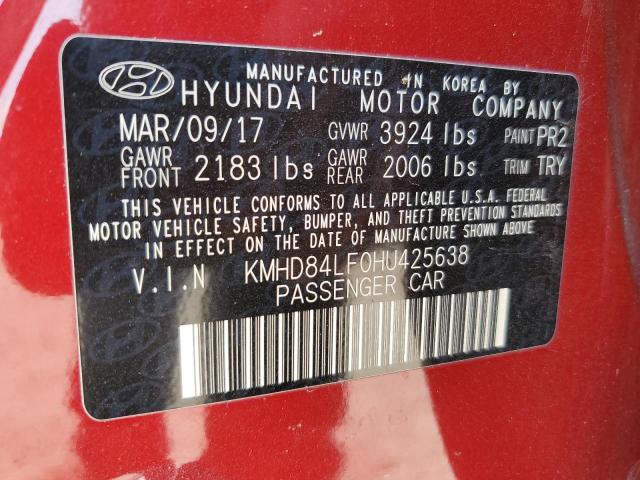 MANUFACTURED IN KOREA BY
HYUNDAI MOTOR COMPANY
MAR/09/17 GVWR 3924 lbs PAINT PR2
GAWR FRONT 2183 lbs GAWR REAR 2006 lbs TRIM TRY
THIS VEHICLE CONFORMS TO ALL APPLICABLE U.S.A. FEDERAL
MOTOR VEHICLE SAFETY, BUMPER, AND THEFT PREVENTION STANDARDS
IN EFFECT ON THE DATE OF MANUFACTURE SHOWN ABOVE.
V.I.N KMHD84LF0HU425638
PASSENGER CAR